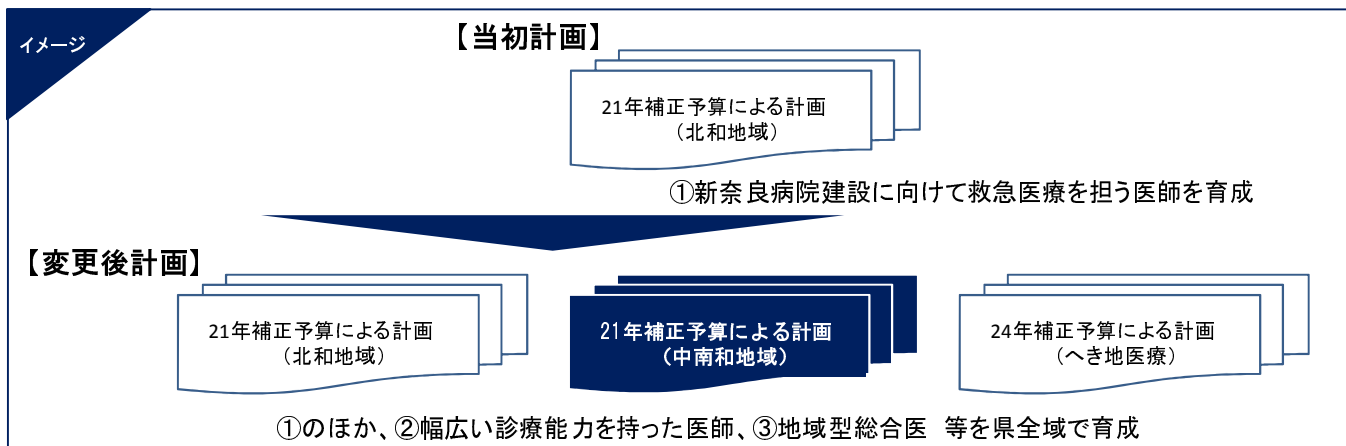 イメージ
【当初計画】
21年補正予算による計画
（北和地域）
①新奈良病院建設に向けて救急医療を担う医師を育成
【変更後計画】
21年補正予算による計画
（北和地域）
21年補正予算による計画
（中南和地域）
24年補正予算による計画
（へき地医療）
①のほか、②幅広い診療能力を持った医師、③地域型総合医　等を県全域で育成